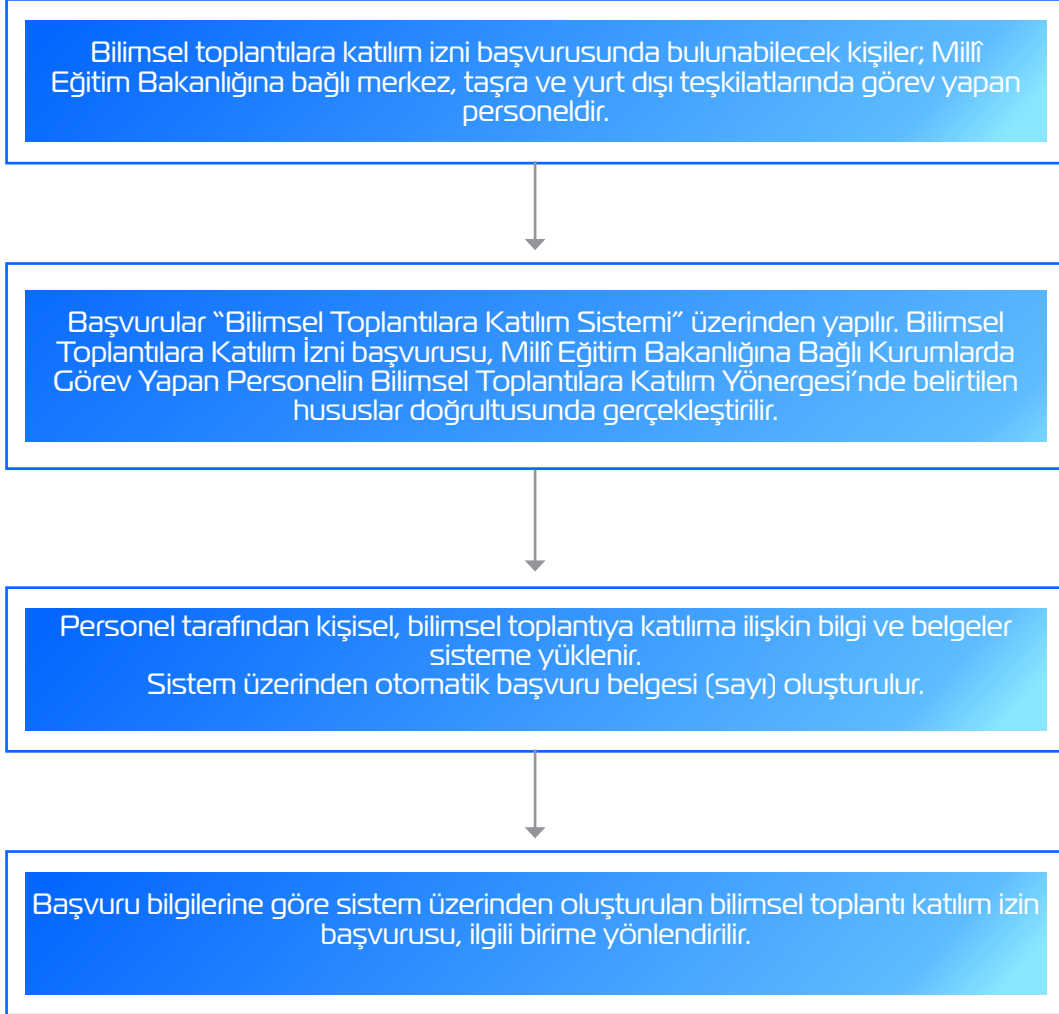 Bilimsel toplantılara katılım izni başvurusunda bulunabilecek kişiler; Millî
Eğitim Bakanlığına bağlı merkez, taşra ve yurt dışı teşkilatlarında görev yapan
personeldir.
Başvurular “Bilimsel Toplantılara Katılım Sistemi” üzerinden yapılır. Bilimsel
Toplantılara Katılım İzni başvurusu, Millî Eğitim Bakanlığına Bağlı Kurumlarda
Görev Yapan Personelin Bilimsel Toplantılara Katılım Yönergesi’nde belirtilen
hususlar doğrultusunda gerçekleştirilir.
Personel tarafından kişisel, bilimsel toplantıya katılıma ilişkin bilgi ve belgeler
sisteme yüklenir.
Sistem üzerinden otomatik başvuru belgesi (sayı) oluşturulur.
Başvuru bilgilerine göre sistem üzerinden oluşturulan bilimsel toplantı katılım izin
başvurusu, ilgili birime yönlendirilir.